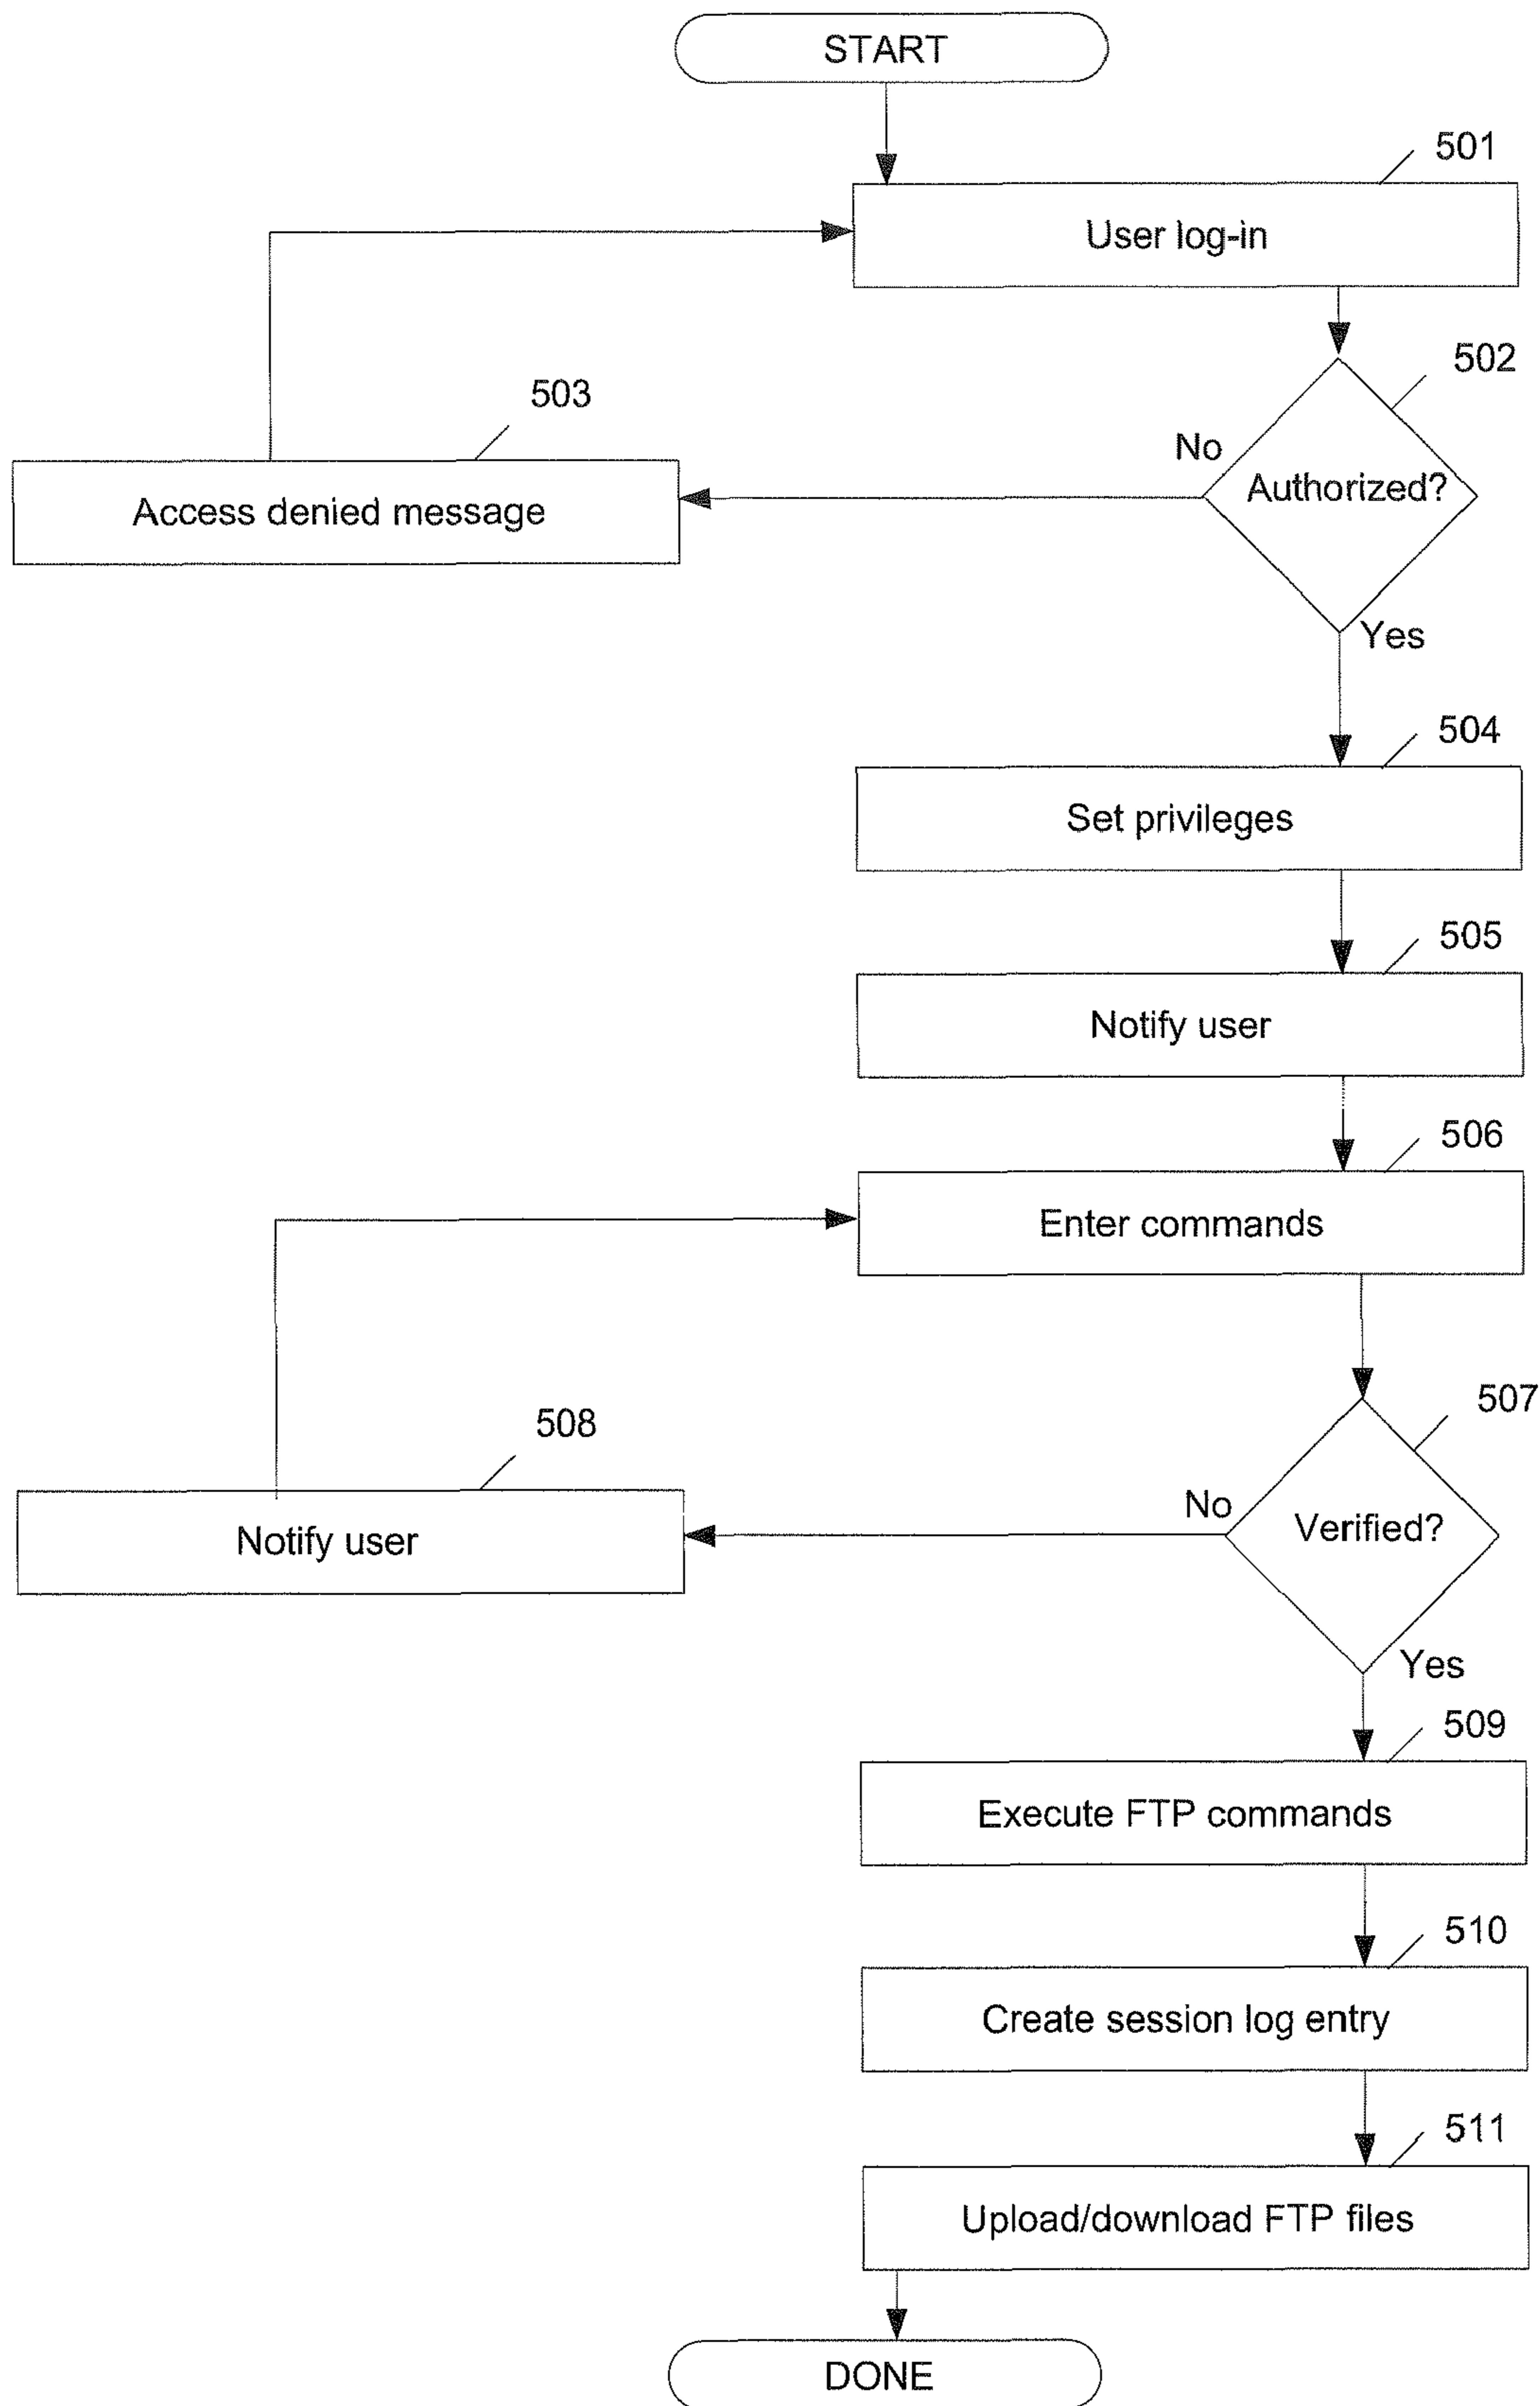 START
501
User log-in
502
503
No
Authorized?
Access denied message
Yes
504
Set privileges
505
Notify user
506
Enter commands
507
508
No
Verified?
Notify user
Yes
509
Execute FTP commands
510
Create session log entry
511
Upload/download FTP files
DONE